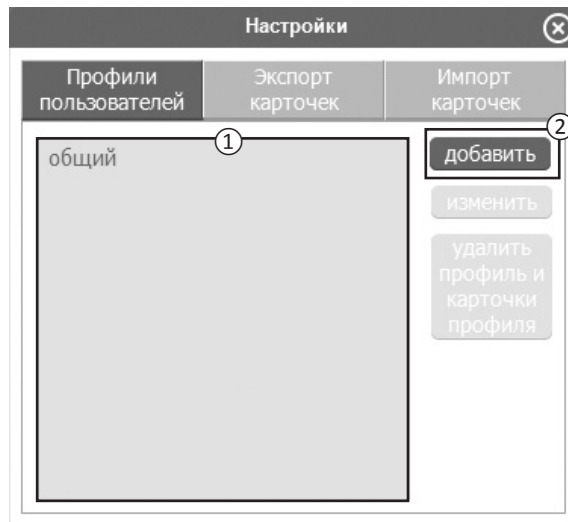 Настройки
Профили
пользователей
Экспорт
карточек
Импорт
карточек
1
общий
2
добавить
изменить
удалить
профиль и
карточки
профиля